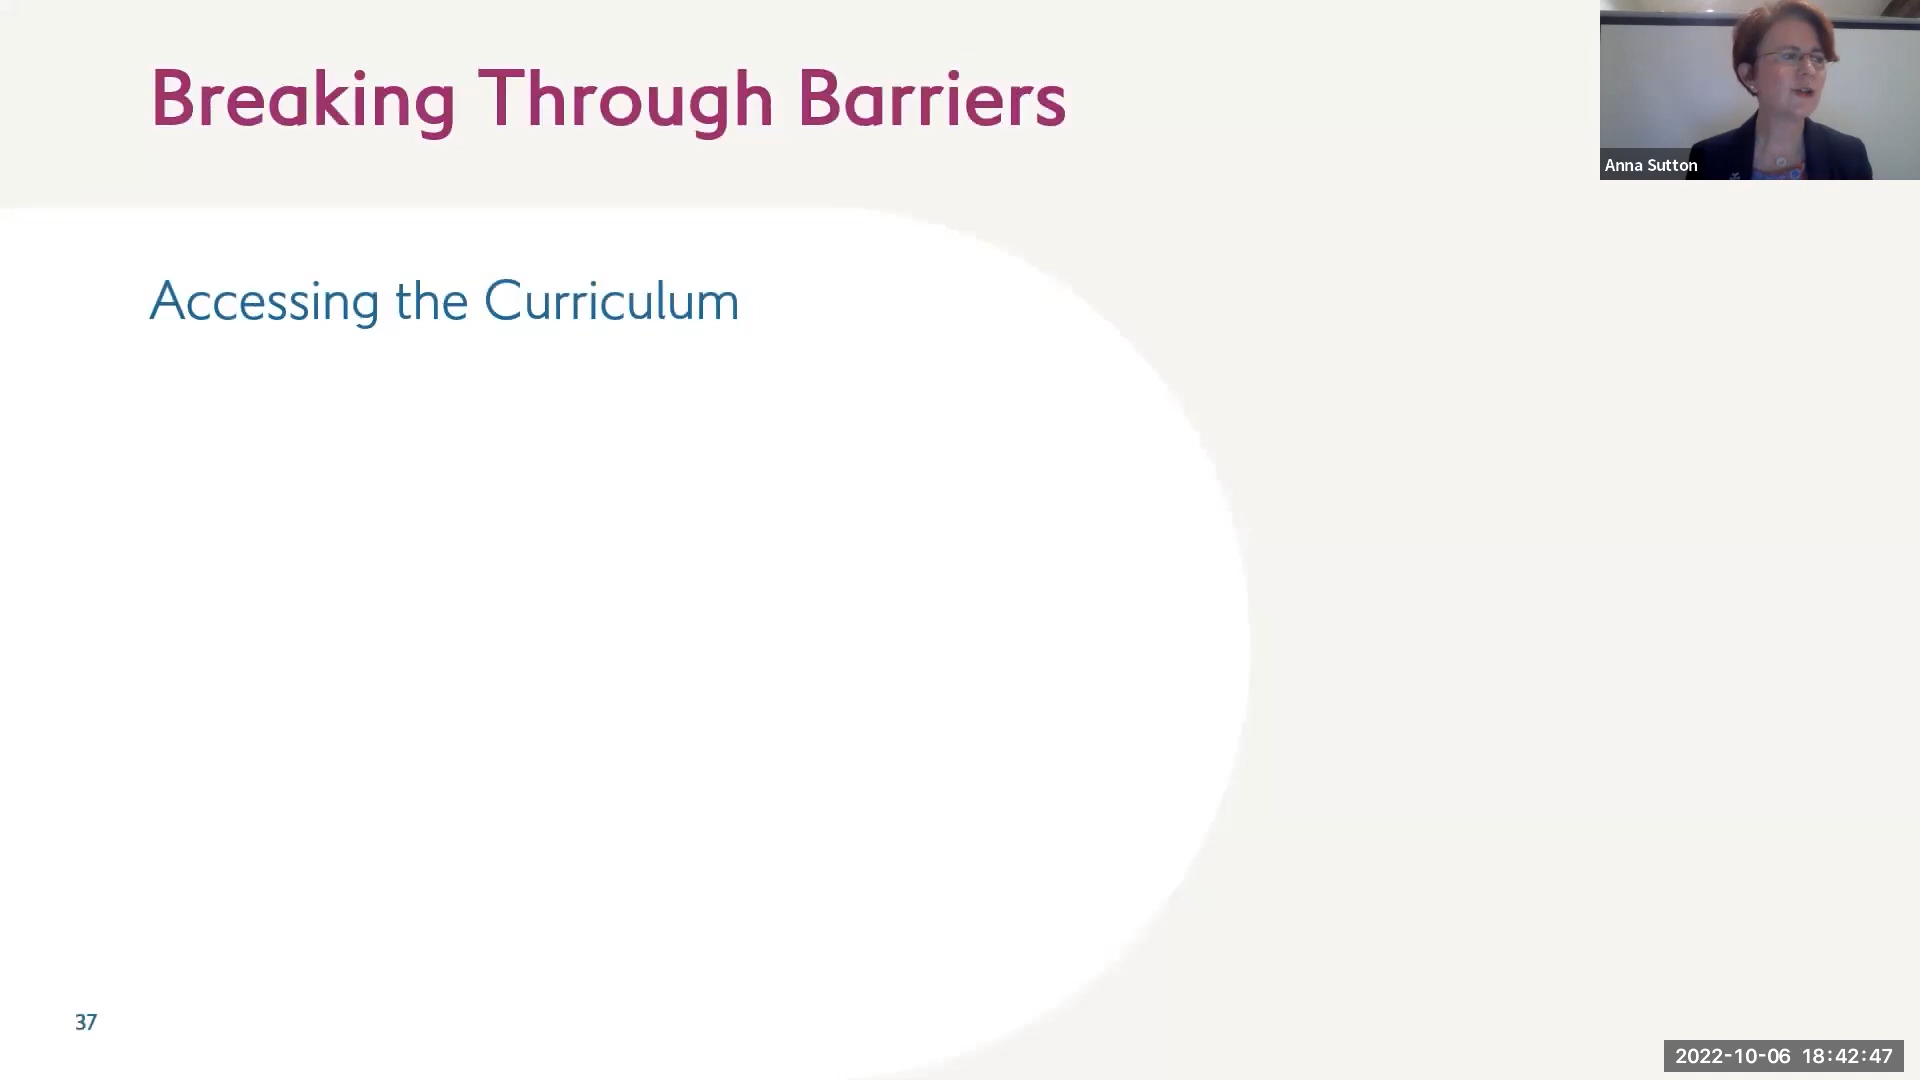 Breaking Through Barriers
Anna Sutton
Accessing the Curriculum
37
2022-10-06 18:42:47